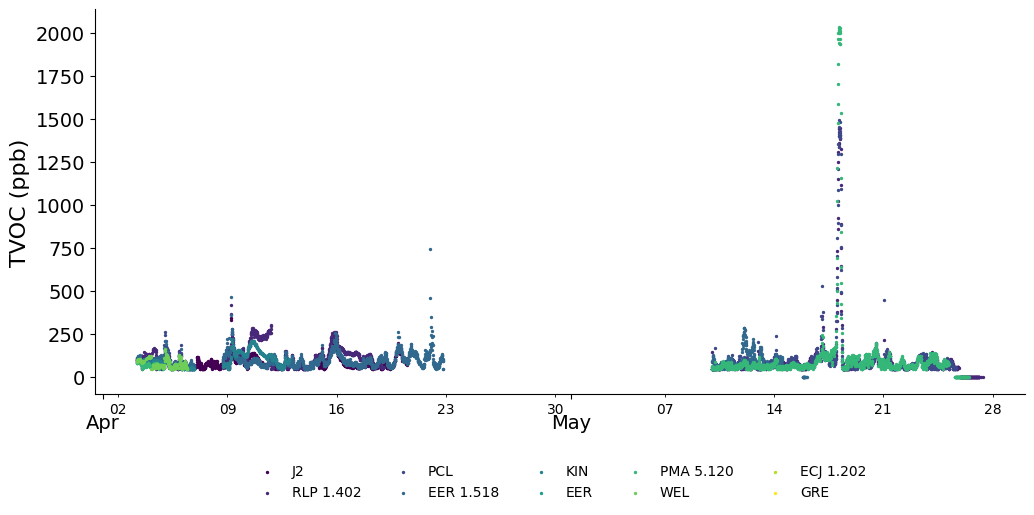 TVOC (ppb)
2000
1750
1500
1250
1000
750
500
250
0
02 09 16 23 30 07 14 21 28
Apr May
J2 PCL KIN PMA 5.120 ECJ 1.202
RLP 1.402 EER 1.518 EER WEL GRE